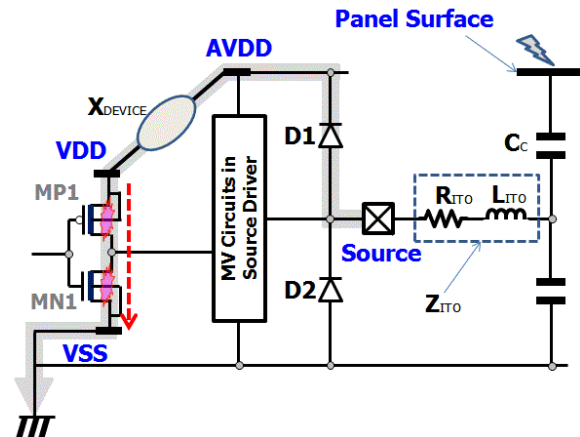 Panel Surface
AVDD
XDEVICE
VDD
D1
CC
MP1
MV Circuits in
Source Driver
RITO
LITO
Source
MN1
D2
ZITO
VSS